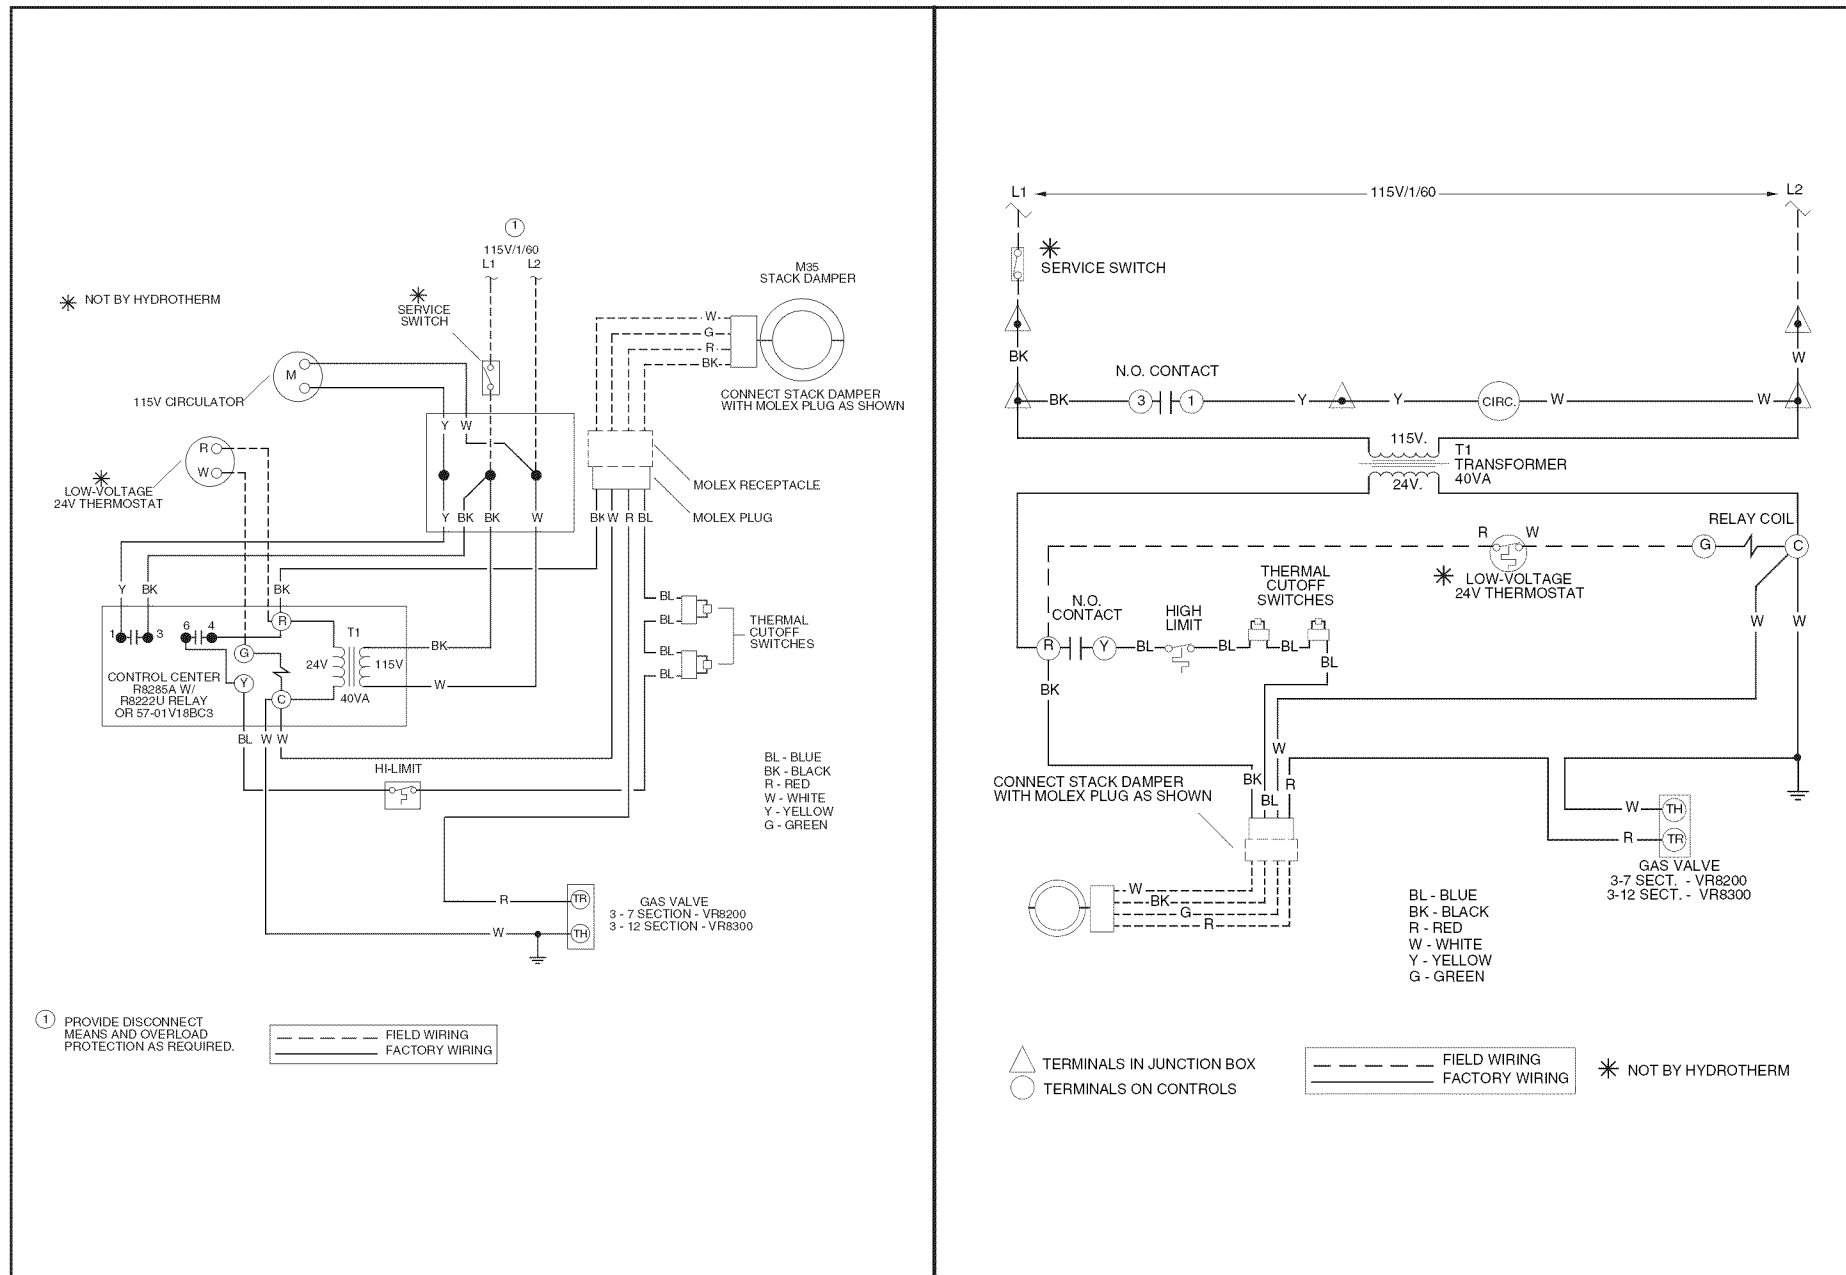 1
115V/1/60
L1 L2
M35
STACK DAMPER
NOT BY HYDROTHERM
SERVICE
SWITCH
W
G
R
BK
M
115V CIRCULATOR
CONNECT STACK DAMPER
WITH MOLEX PLUG AS SHOWN
Y W
R
W
LOW-VOLTAGE
24V THERMOSTAT
MOLEX RECEPTACLE
MOLEX PLUG
Y BK BK W
BK W R BL
Y BK BK
BL
BL
BL
BL
THERMAL
CUTOFF
SWITCHES
1 3 6 4
R
G
Y
C
T1
24V 115V
40VA
BK
W
CONTROL CENTER
R8285A W/
R8222U RELAY
OR 57-01V18BC3
BL W W
HI-LIMIT
BL - BLUE
BK - BLACK
R - RED
W - WHITE
Y - YELLOW
G - GREEN
R
W
TR
TH
GAS VALVE
3 - 7 SECTION - VR8200
3 - 12 SECTION - VR8300
1 PROVIDE DISCONNECT
MEANS AND OVERLOAD
PROTECTION AS REQUIRED.
FIELD WIRING
FACTORY WIRING
L1 115V/1/60 L2
SERVICE SWITCH
BK W
N.O. CONTACT
BK 3 1 Y Y CIRC. W W
115V.
24V.
T1
TRANSFORMER
40VA
RELAY COIL
R W
G C
LOW-VOLTAGE
24V THERMOSTAT
THERMAL
CUTOFF
SWITCHES
N.O.
CONTACT
HIGH
LIMIT
W W
R Y BL BL BL
BL
BK
W
CONNECT STACK DAMPER
WITH MOLEX PLUG AS SHOWN
BK BL R
W TH
R TR
GAS VALVE
3-7 SECT. - VR8200
3-12 SECT. - VR8300
W
BK
G
R
BL - BLUE
BK - BLACK
R - RED
W - WHITE
Y - YELLOW
G - GREEN
TERMINALS IN JUNCTION BOX
TERMINALS ON CONTROLS
FIELD WIRING
FACTORY WIRING
NOT BY HYDROTHERM